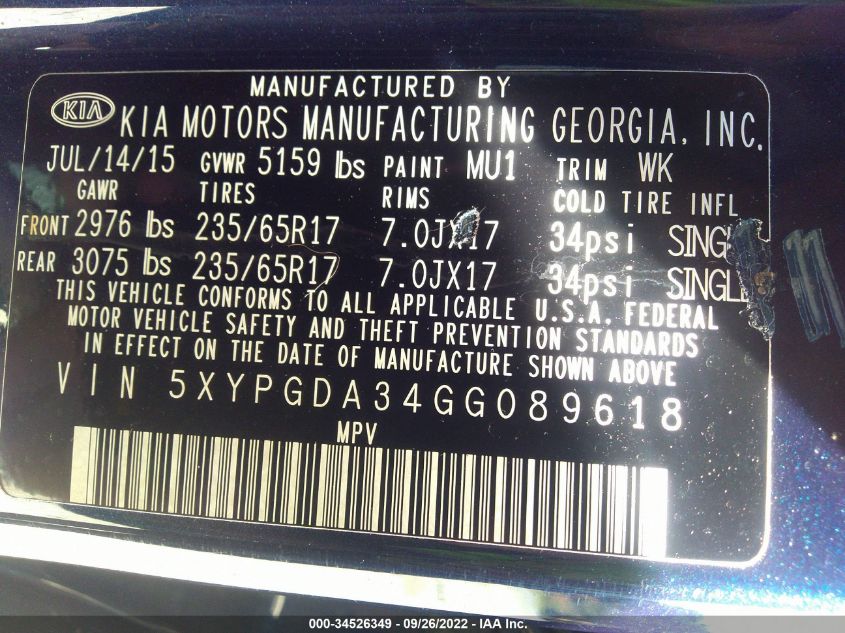 MANUFACTURED BY
KIA KIA MOTORS MANUFACTURING GEORGIA, INC.
JUL/14/15 GVWR 5159 lbs PAINT MU1 TRIM WK
GAWR TIRES RIMS COLD TIRE INFL
FRONT 2976 lbs 235/65R17 7.0JX17 34psi SINGLE
REAR 3075 lbs 235/65R17 7.0JX17 34psi SINGLE
THIS VEHICLE CONFORMS TO ALL APPLICABLE U.S.A. FEDERAL
MOTOR VEHICLE SAFETY AND THEFT PREVENTION STANDARDS
IN EFFECT ON THE DATE OF MANUFACTURE SHOWN ABOVE
VIN 5XYPGDA34GG089618
MPV
000-34526349 - 09/26/2022 - IAA Inc.